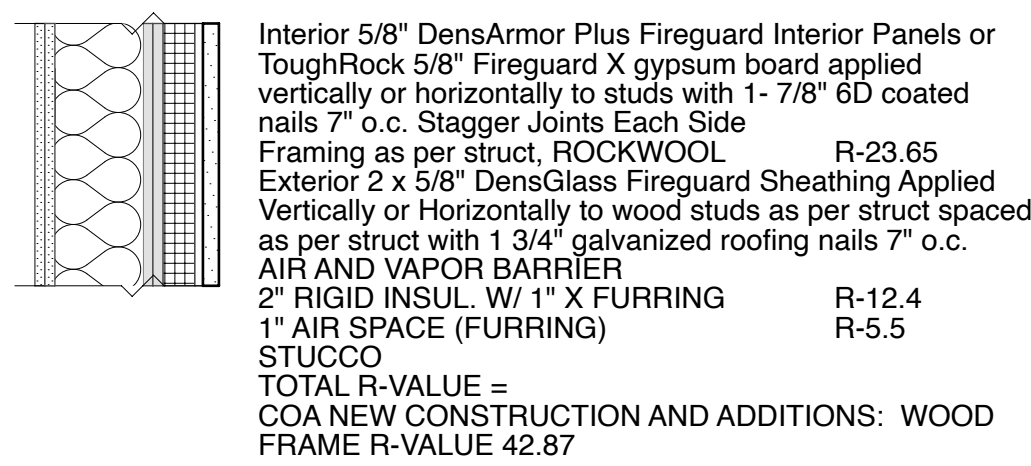 Interior 5/8" DensArmor Plus Fireguard Interior Panels or
ToughRock 5/8" Fireguard X gypsum board applied
vertically or horizontally to studs with 1- 7/8" 6D coated
nails 7" o.c. Stagger Joints Each Side
Framing as per struct, ROCKWOOL R-23.65
Exterior 2 x 5/8" DensGlass Fireguard Sheathing Applied
Vertically or Horizontally to wood studs as per struct spaced
as per struct with 1 3/4" galvanized roofing nails 7" o.c.
AIR AND VAPOR BARRIER
2" RIGID INSUL. W/ 1" X FURRING R-12.4
1" AIR SPACE (FURRING) R-5.5
STUCCO
TOTAL R-VALUE =
COA NEW CONSTRUCTION AND ADDITIONS: WOOD
FRAME R-VALUE 42.87